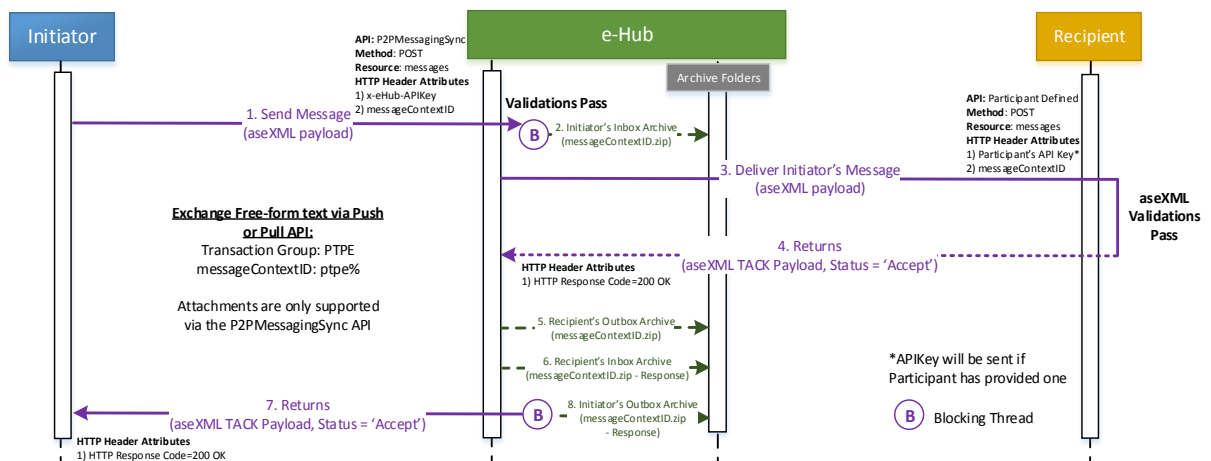 Initiator
e-Hub
Recipient
Archive Folders
API: P2PMessagingSync
Method: POST
Resource: messages
HTTP Header Attributes
1) x-eHub-APIKey
2) messageContextID
1. Send Message
(aseXML payload)
Validations Pass
B
2. Initiator's Inbox Archive
(messageContextID.zip)
API: Participant Defined
Method: POST
Resource: messages
HTTP Header Attributes
1) Participant's API Key*
2) messageContextID
3. Deliver Initiator's Message
(aseXML payload)
aseXML
Validations
Pass
Exchange Free-form text via Push
or Pull API:
Transaction Group: PTPE
messageContextID: ptpe%
Attachments are only supported
via the P2PMessagingSync API
4. Returns
(aseXML TACK Payload, Status = 'Accept')
HTTP Header Attributes
1) HTTP Response Code=200 OK
5. Recipient's Outbox Archive
(messageContextID.zip)
6. Recipient's Inbox Archive
(messageContextID.zip - Response)
*APIKey will be sent if
Participant has provided one
B
Blocking Thread
7. Returns
(aseXML TACK Payload, Status = 'Accept')
B
8. Initiator's Outbox Archive
(messageContextID.zip
- Response)
HTTP Header Attributes
1) HTTP Response Code=200 OK